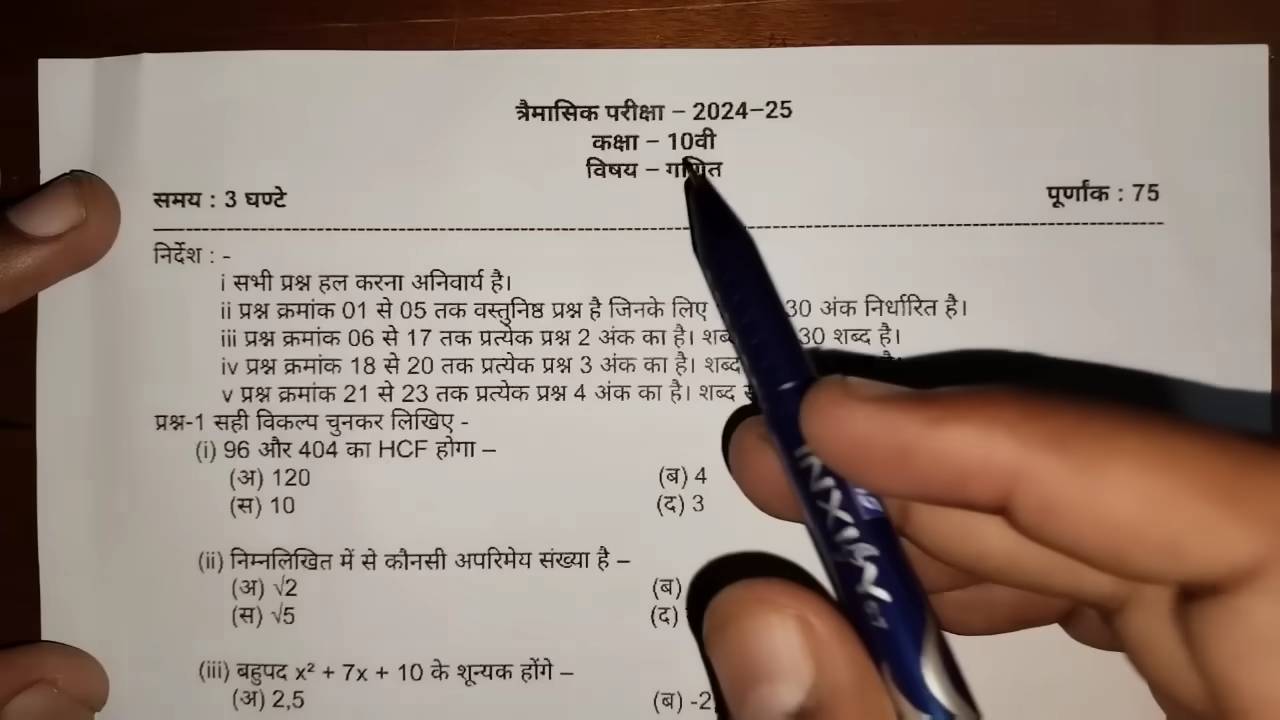 त्रैमासिक परीक्षा – 2024–25
कक्षा – 10वी
विषय – गणित
समय : 3 घण्टे
पूर्णांक : 75
निर्देश : -
i सभी प्रश्न हल करना अनिवार्य है।
ii प्रश्न क्रमांक 01 से 05 तक वस्तुनिष्ठ प्रश्न है जिनके लिए 30 अंक निर्धारित है।
iii प्रश्न क्रमांक 06 से 17 तक प्रत्येक प्रश्न 2 अंक का है। 30 शब्द है।
iv प्रश्न क्रमांक 18 से 20 तक प्रत्येक प्रश्न 3 अंक का है। शब्द
v प्रश्न क्रमांक 21 से 23 तक प्रत्येक प्रश्न 4 अंक का है। शब्द
प्रश्न-1 सही विकल्प चुनकर लिखिए -
(i) 96 और 404 का HCF होगा –
(अ) 120 (ब) 4
(स) 10 (द) 3
(ii) निम्नलिखित में से कौनसी अपरिमेय संख्या है –
(अ) √2 (ब)
(स) √5 (द)
(iii) बहुपद x² + 7x + 10 के शून्यक होंगे –
(अ) 2,5 (ब) -2,